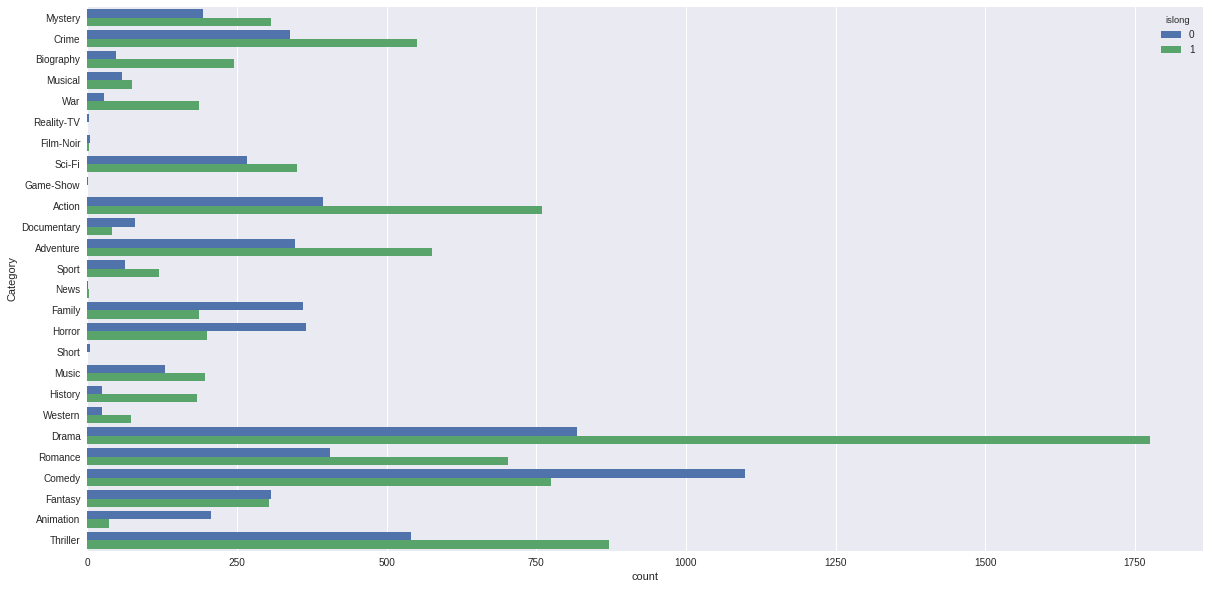 Mystery
Crime
Biography
Musical
War
Reality-TV
Film-Noir
Sci-Fi
Game-Show
Action
Documentary
Adventure
Sport
News
Family
Horror
Short
Music
History
Western
Drama
Romance
Comedy
Fantasy
Animation
Thriller
Category
0 250 500 750 1000 1250 1500 1750
count
islong
0
1